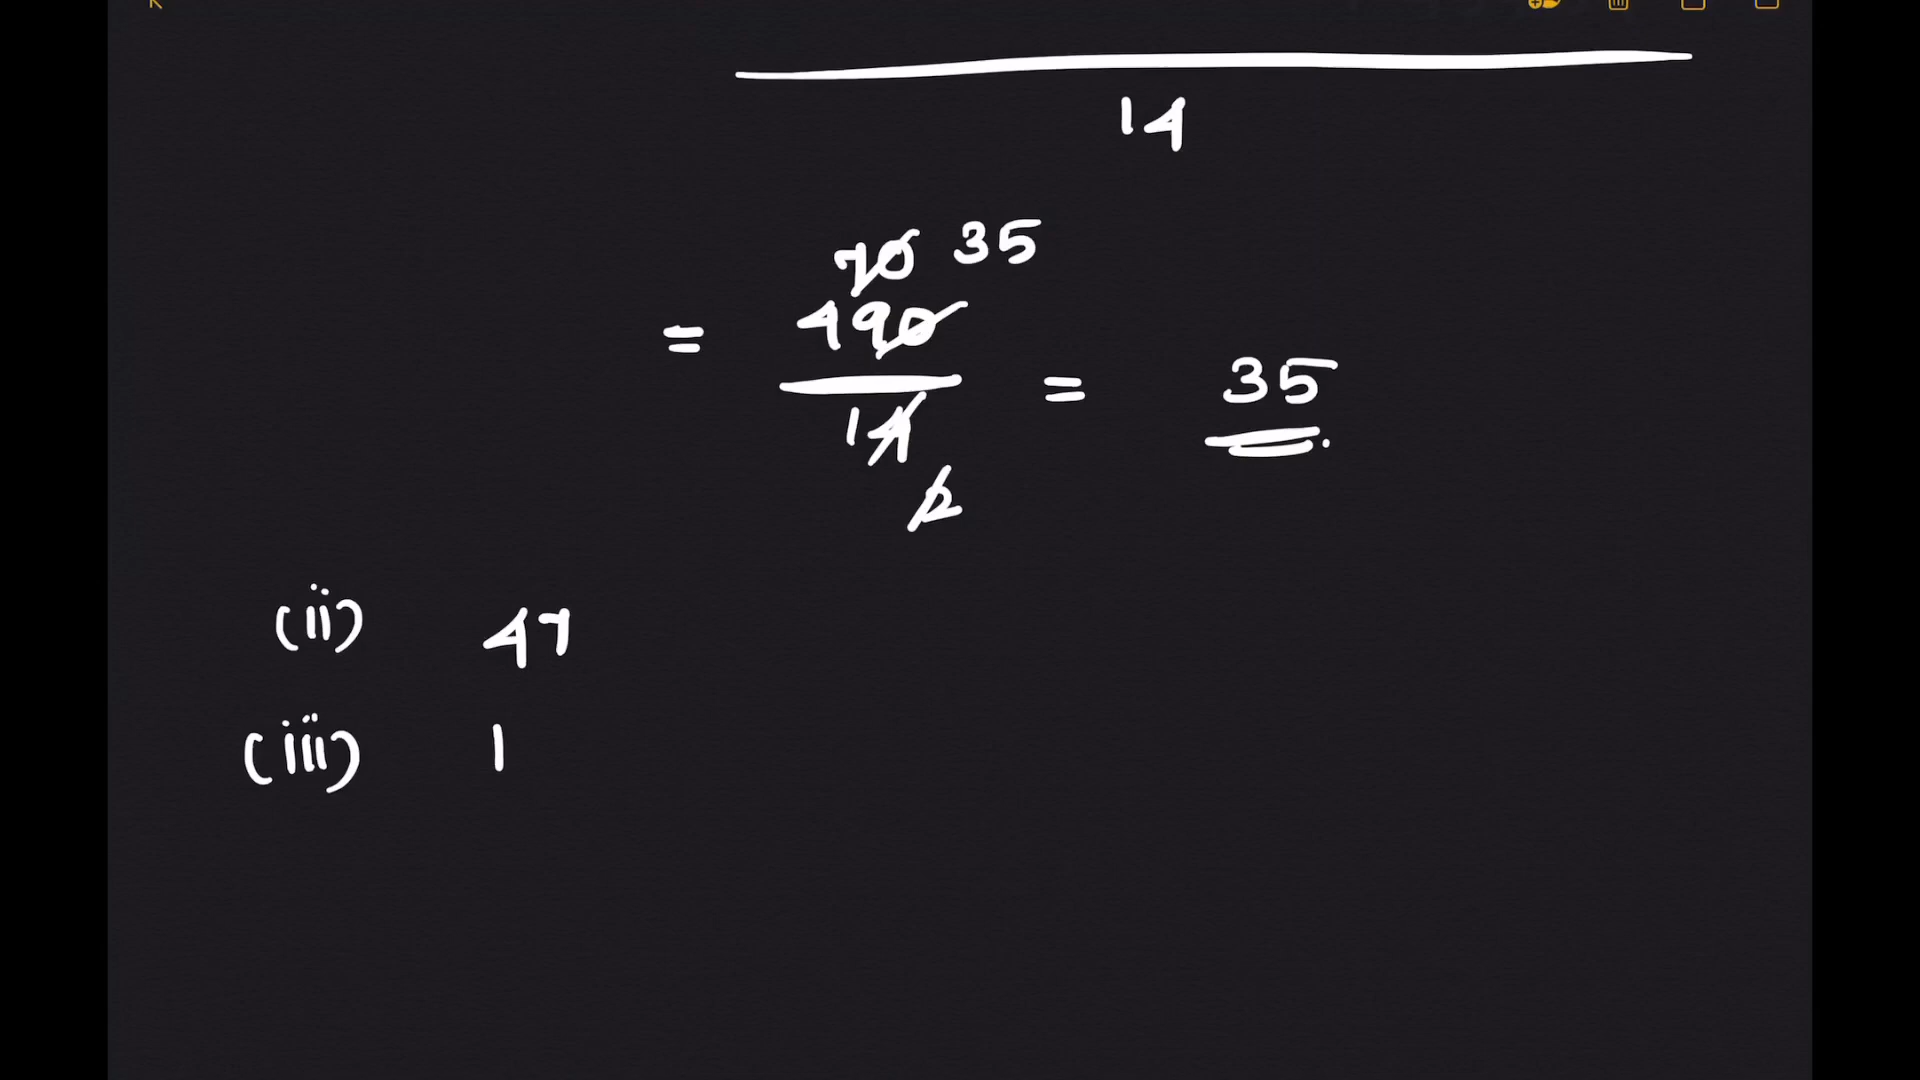 14
70 35
= 490 = 35.
14
2
(ii) 47
(iii) 1